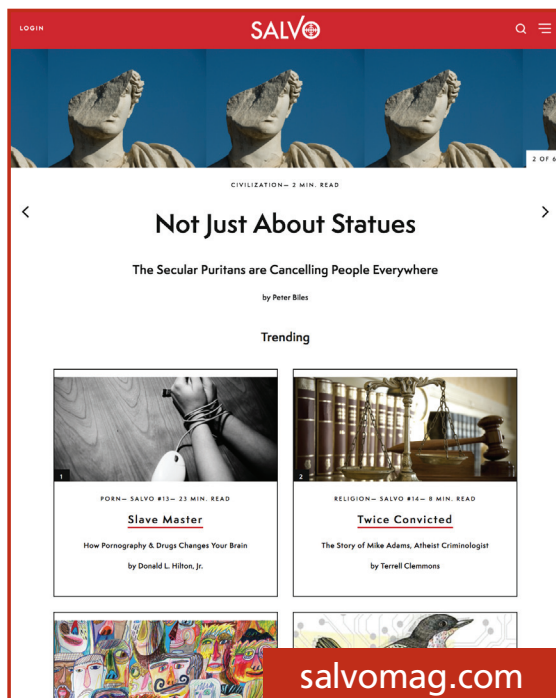 LOGIN
SALVO
2 OF 6
CIVILIZATION— 2 MIN. READ
Not Just About Statues
The Secular Puritans are Cancelling People Everywhere
by Peter Biles
Trending
1
PORN— SALVO #13— 23 MIN. READ
Slave Master
How Pornography & Drugs Changes Your Brain
by Donald L. Hilton, Jr.
2
RELIGION— SALVO #14— 8 MIN. READ
Twice Convicted
The Story of Mike Adams, Atheist Criminologist
by Terrell Clemmons
salvomag.com